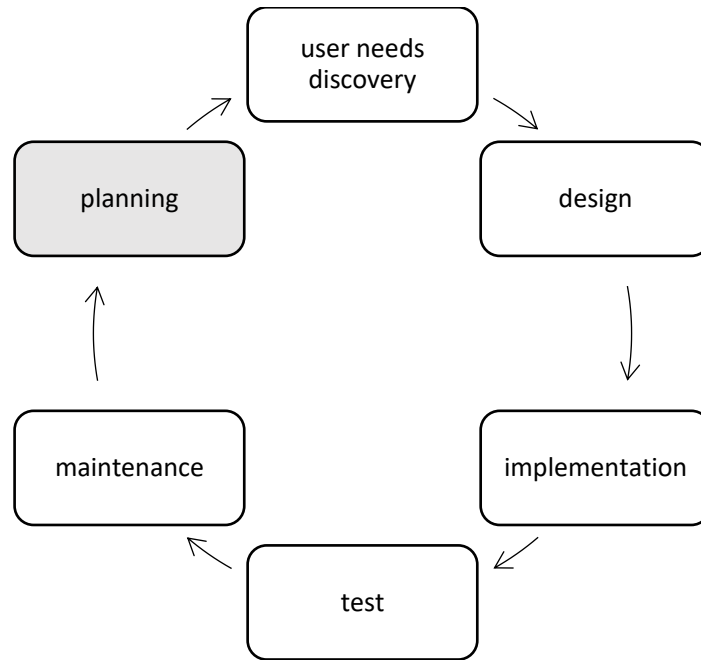 user needs
discovery
planning
design
maintenance
implementation
test